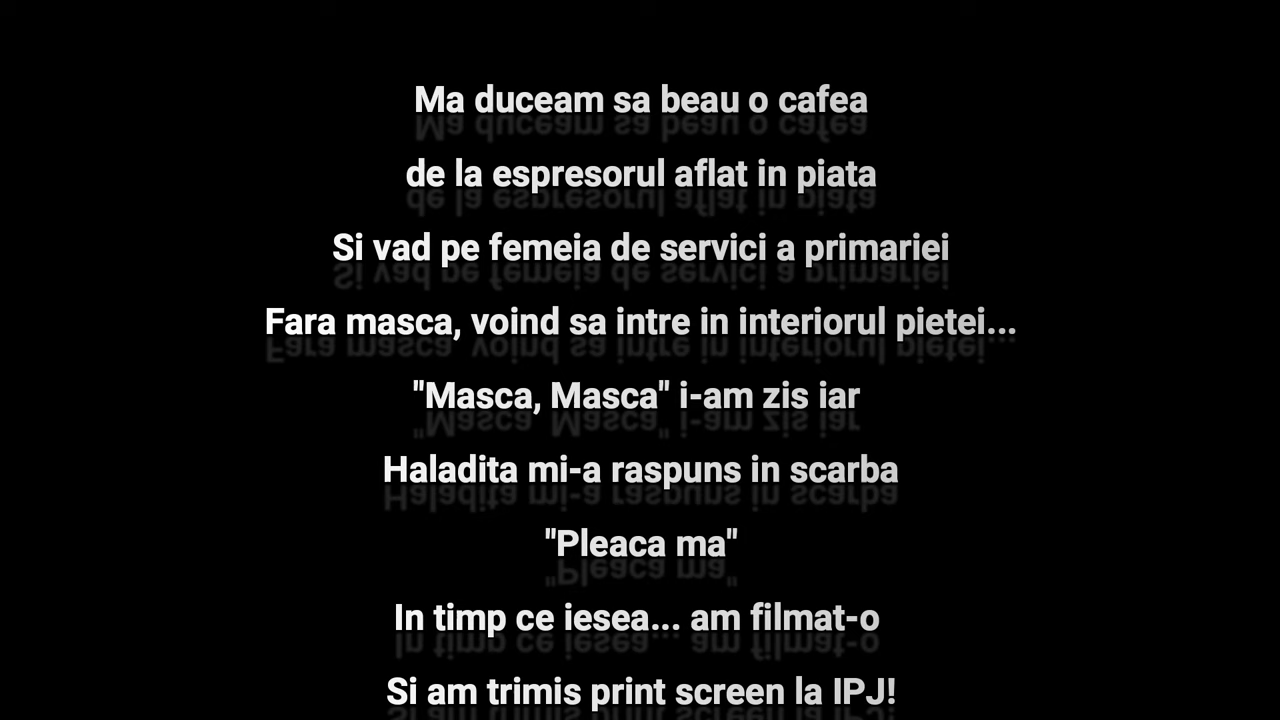 Ma duceam sa beau o cafea
de la espresorul aflat in piata
Si vad pe femeia de servici a primariei
Fara masca, voind sa intre in interiorul pietei...
"Masca, Masca" i-am zis iar
Haladita mi-a raspuns in scarba
"Pleaca ma"
In timp ce iesea... am filmat-o
Si am trimis print screen la IPJ!